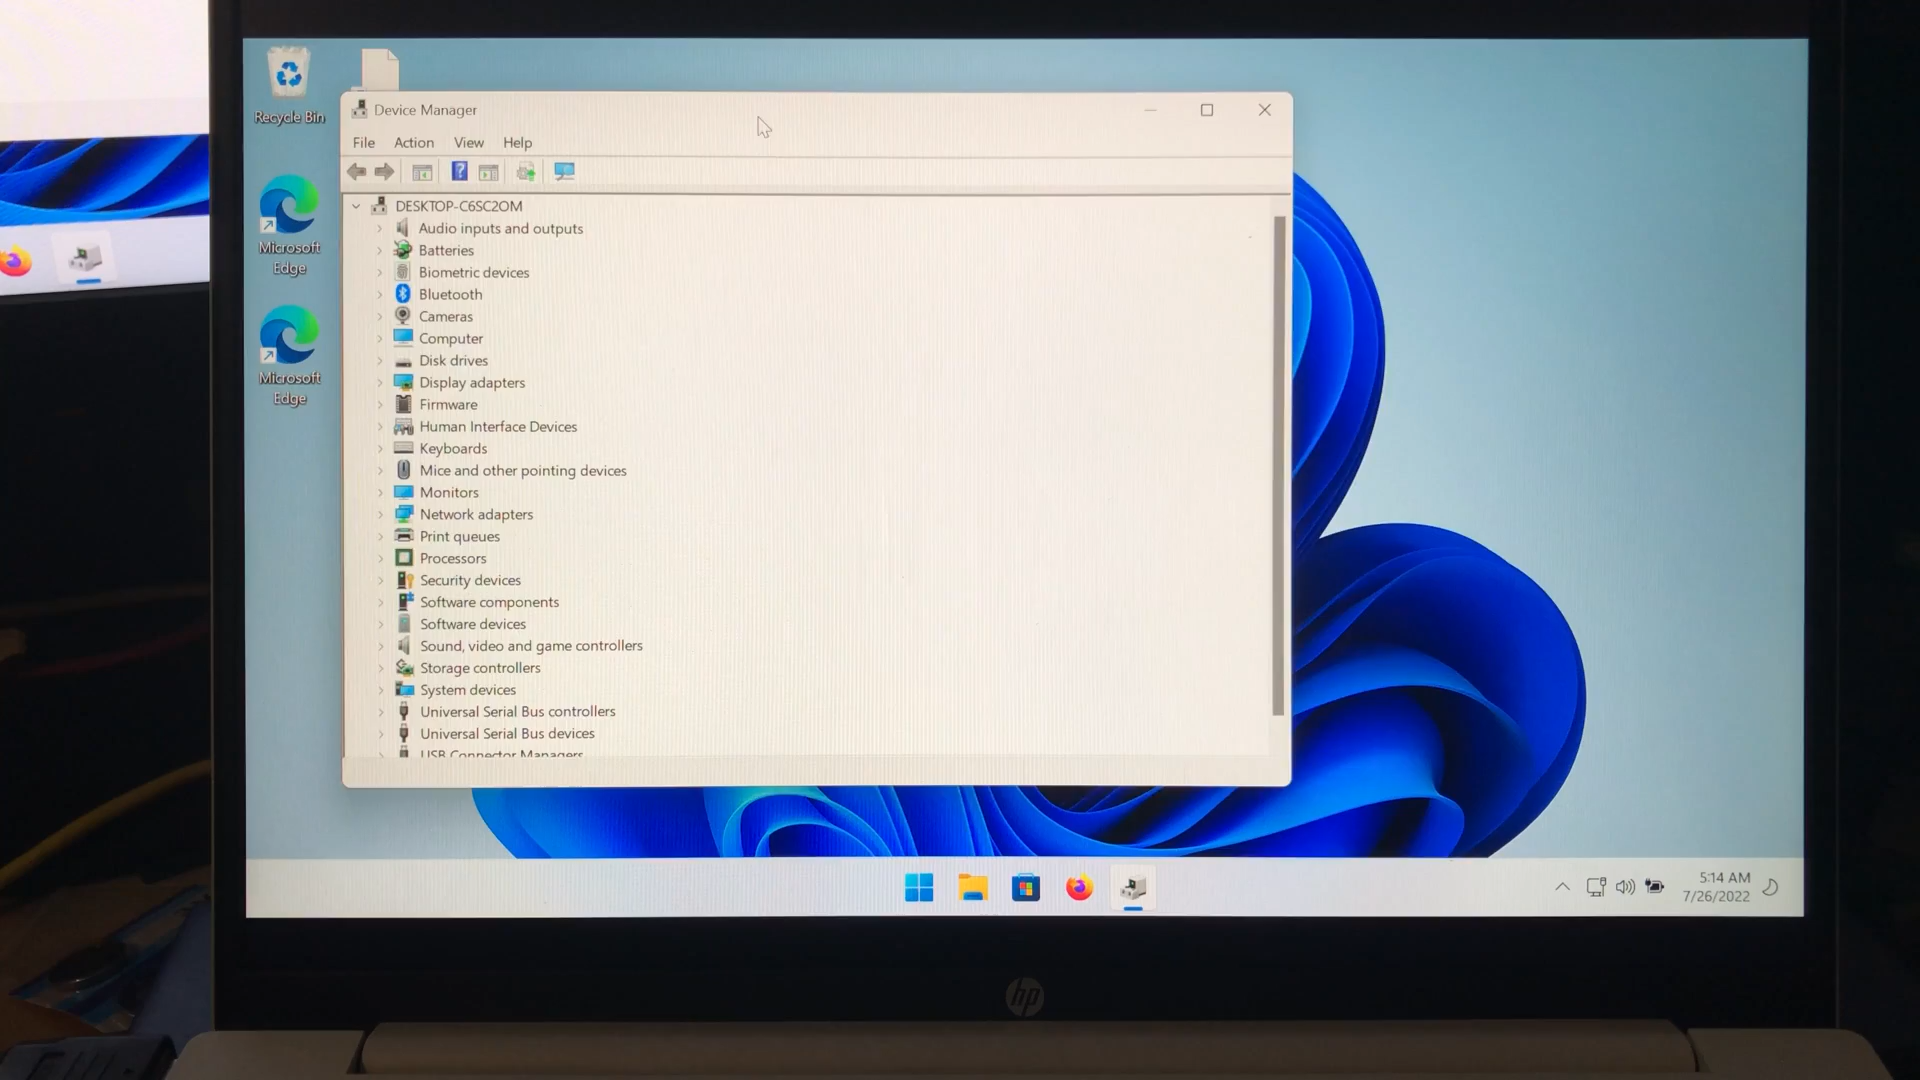 Recycle Bin
Microsoft
Edge
Microsoft
Edge
Device Manager
File Action View Help
DESKTOP-C6SC2OM
Audio inputs and outputs
Batteries
Biometric devices
Bluetooth
Cameras
Computer
Disk drives
Display adapters
Firmware
Human Interface Devices
Keyboards
Mice and other pointing devices
Monitors
Network adapters
Print queues
Processors
Security devices
Software components
Software devices
Sound, video and game controllers
Storage controllers
System devices
Universal Serial Bus controllers
Universal Serial Bus devices
USB Connector Managers
5:14 AM
7/26/2022
hp